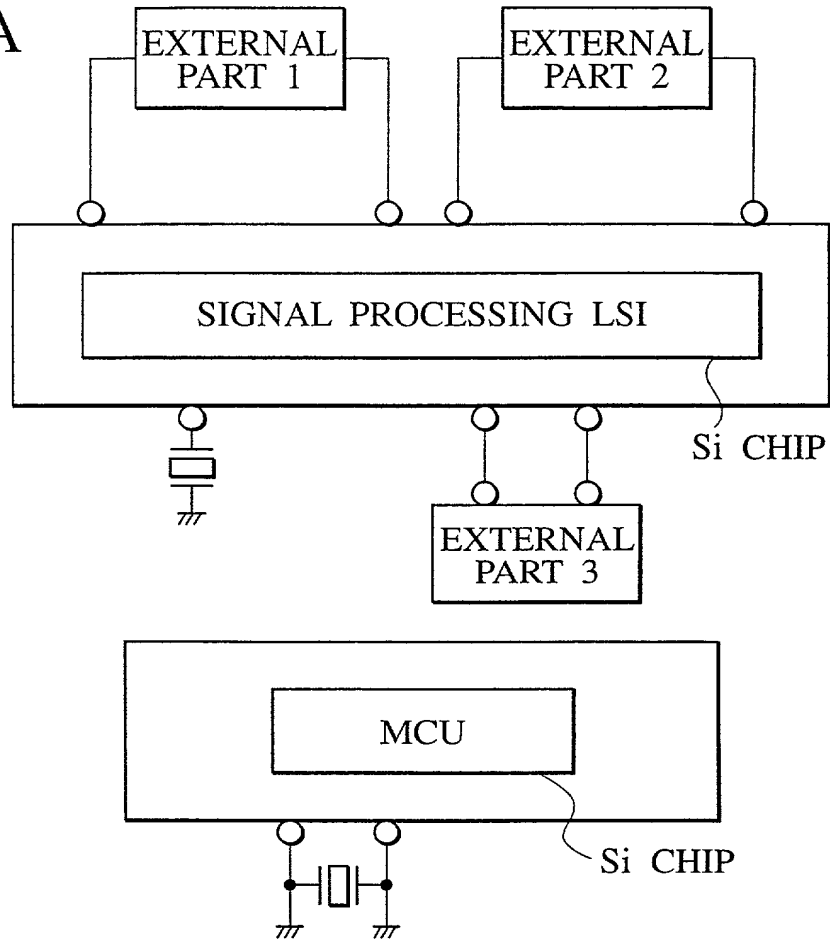 A
EXTERNAL
PART 1
EXTERNAL
PART 2
SIGNAL PROCESSING LSI
Si CHIP
EXTERNAL
PART 3
MCU
Si CHIP